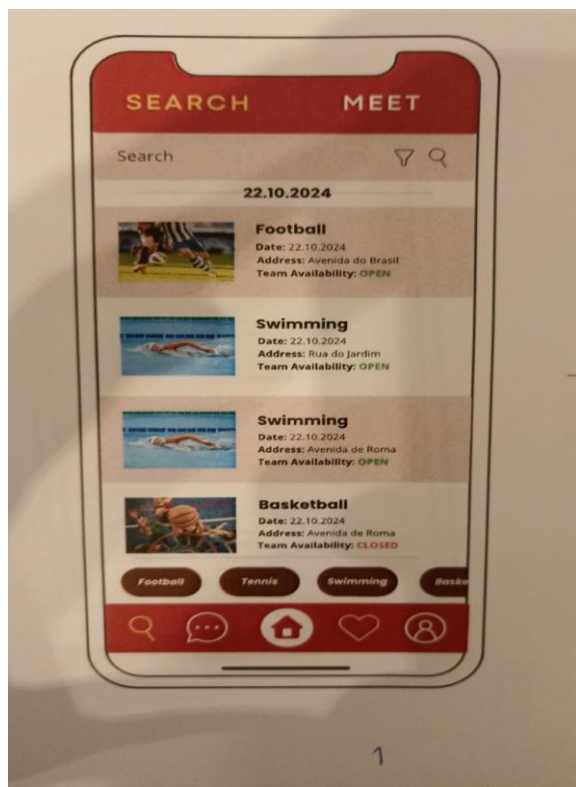 SEARCH MEET
Search
22.10.2024
Football
Date: 22.10.2024
Address: Avenida do Brasil
Team Availability: OPEN
Swimming
Date: 22.10.2024
Address: Rua do Jardim
Team Availability: OPEN
Swimming
Date: 22.10.2024
Address: Avenida de Roma
Team Availability: OPEN
Basketball
Date: 22.10.2024
Address: Avenida de Roma
Team Availability: CLOSED
Football Tennis Swimming Baske
1